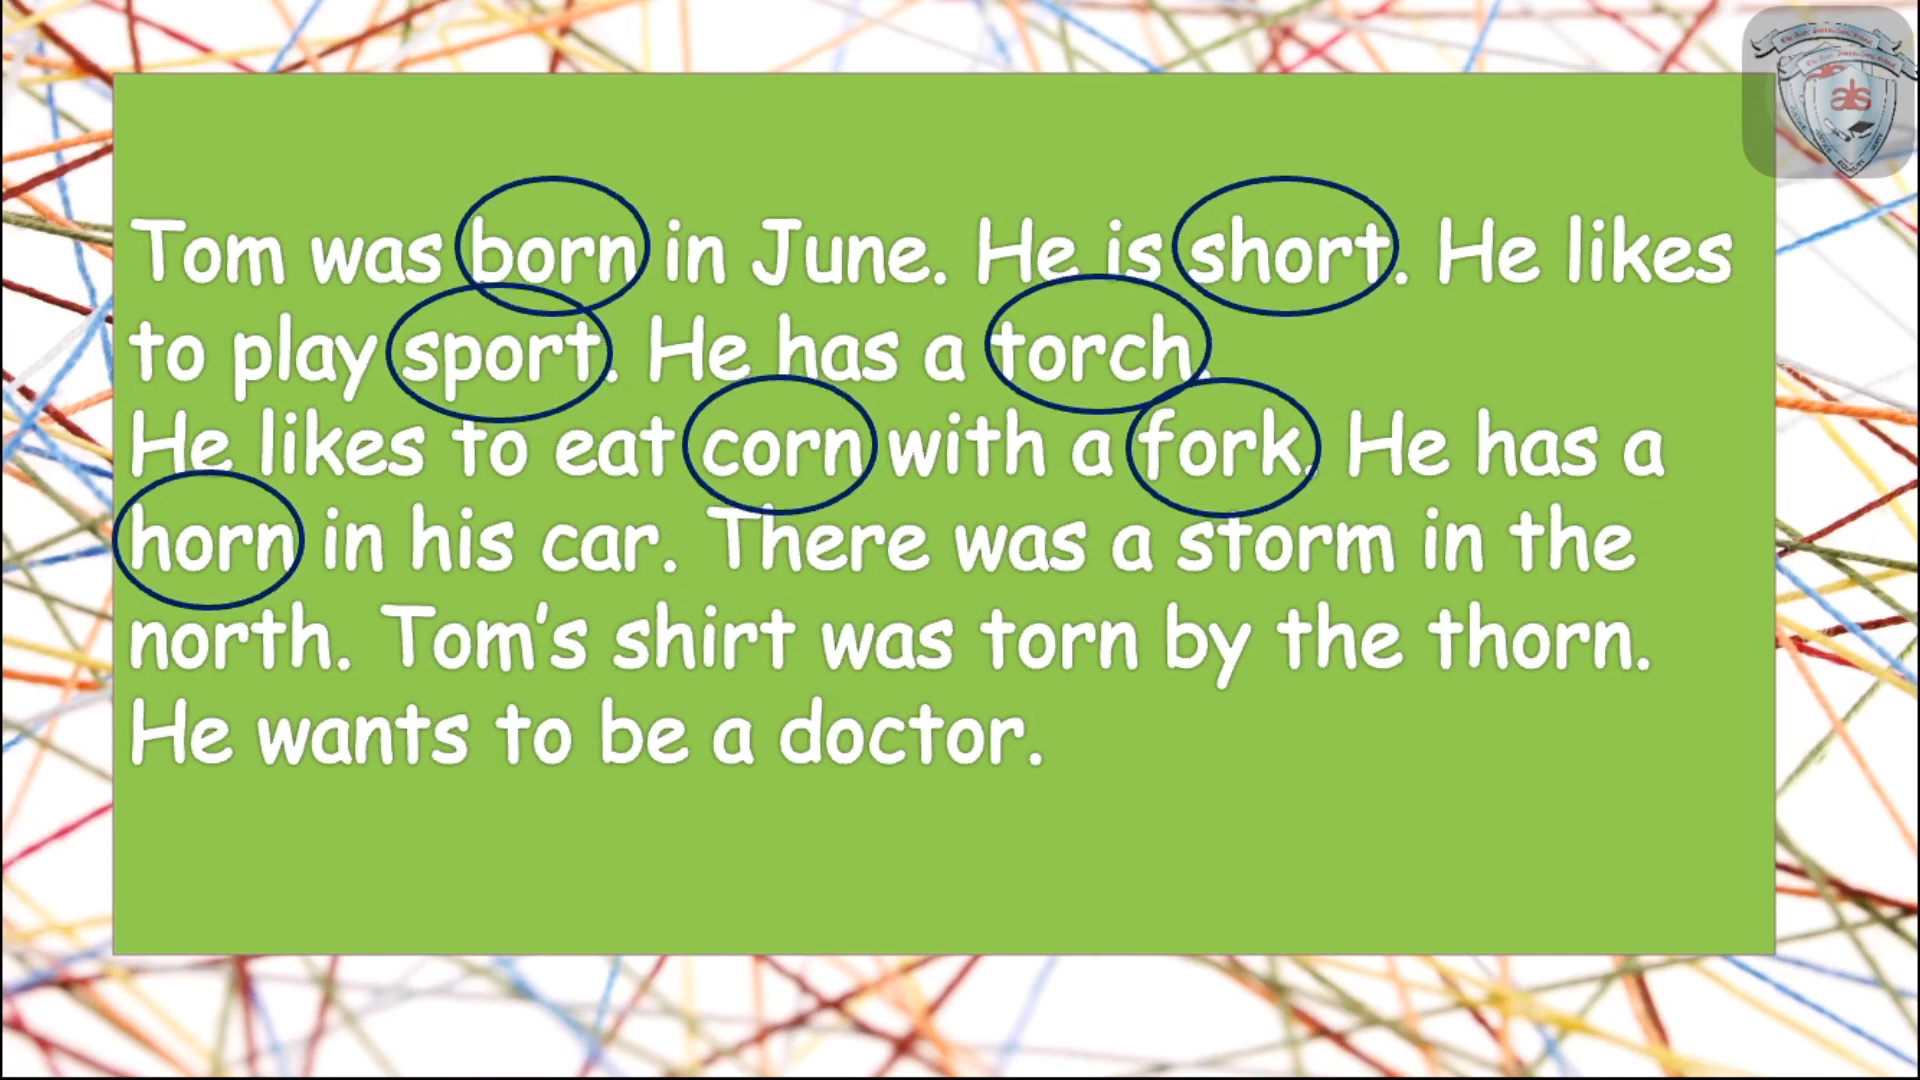 Tom was born in June. He is short. He likes
to play sport. He has a torch.
He likes to eat corn with a fork. He has a
horn in his car. There was a storm in the
north. Tom's shirt was torn by the thorn.
He wants to be a doctor.
als